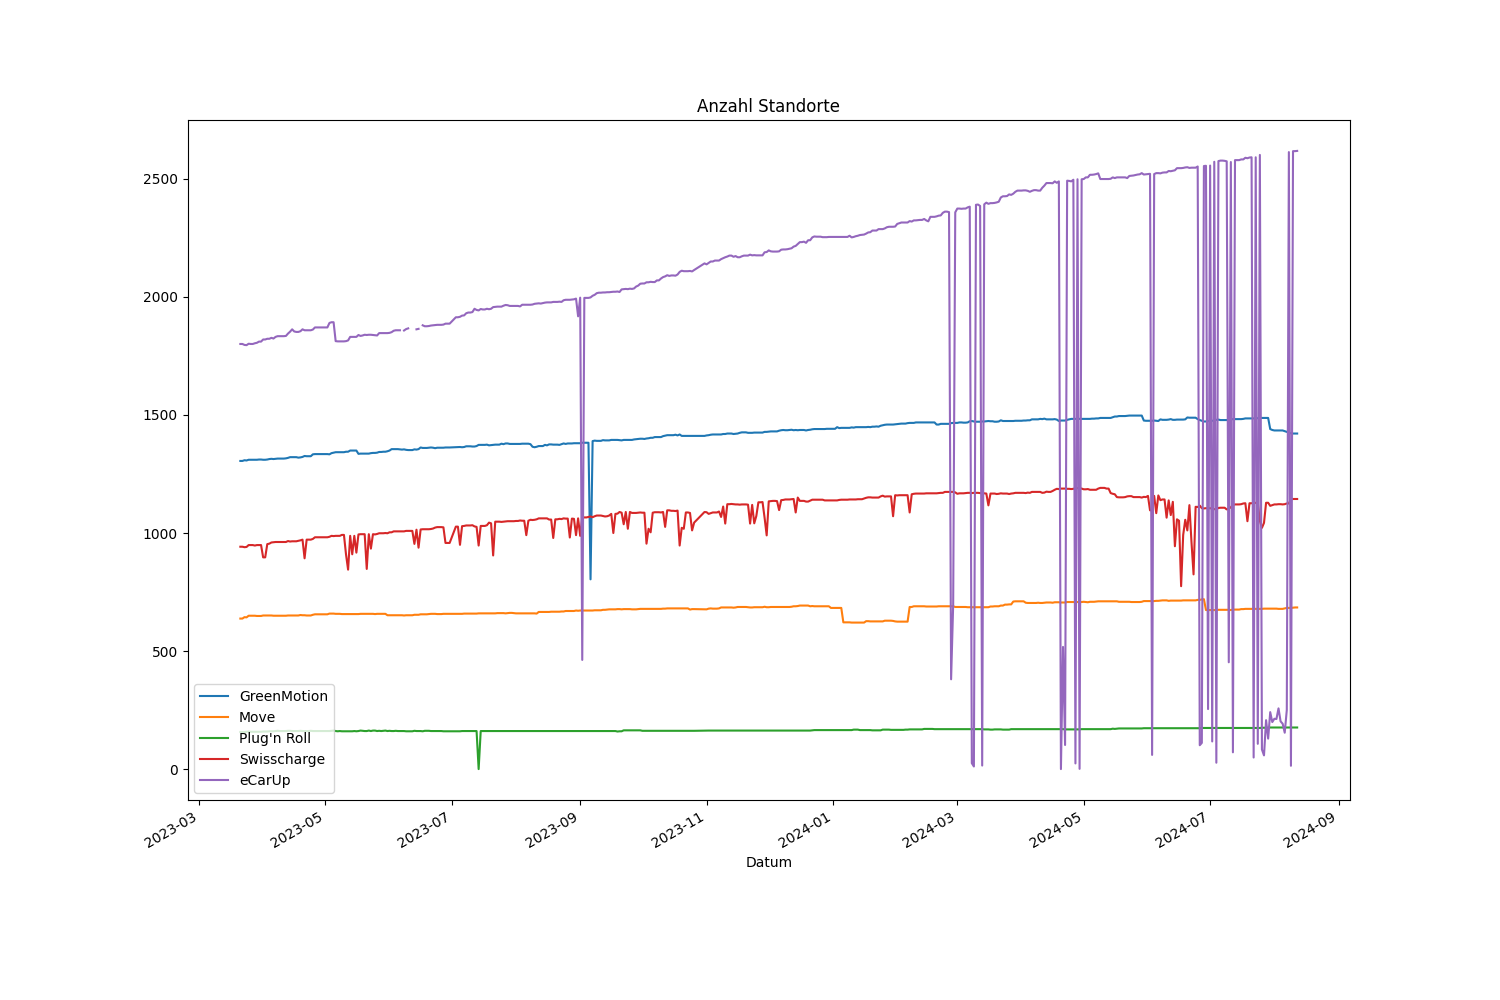 Anzahl Standorte
2500
2000
1500
1000
500
0
GreenMotion
Move
Plug'n Roll
Swisscharge
eCarUp
2023-03
2023-05
2023-07
2023-09
2023-11
2024-01
2024-03
2024-05
2024-07
2024-09
Datum